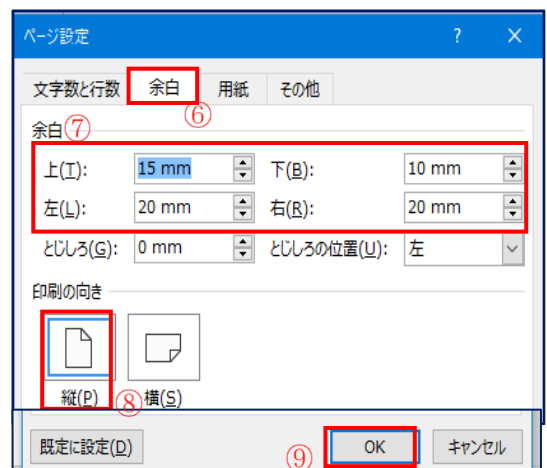 ページ設定 ? ×
文字数と行数 余白 用紙 その他
⑥
余白⑦
上(T): 15 mm 下(B): 10 mm
左(L): 20 mm 右(R): 20 mm
とじしろ(G): 0 mm とじしろの位置(U): 左
印刷の向き
縦(P) ⑧ 横(S)
既定に設定(D) ⑨ OK キャンセル